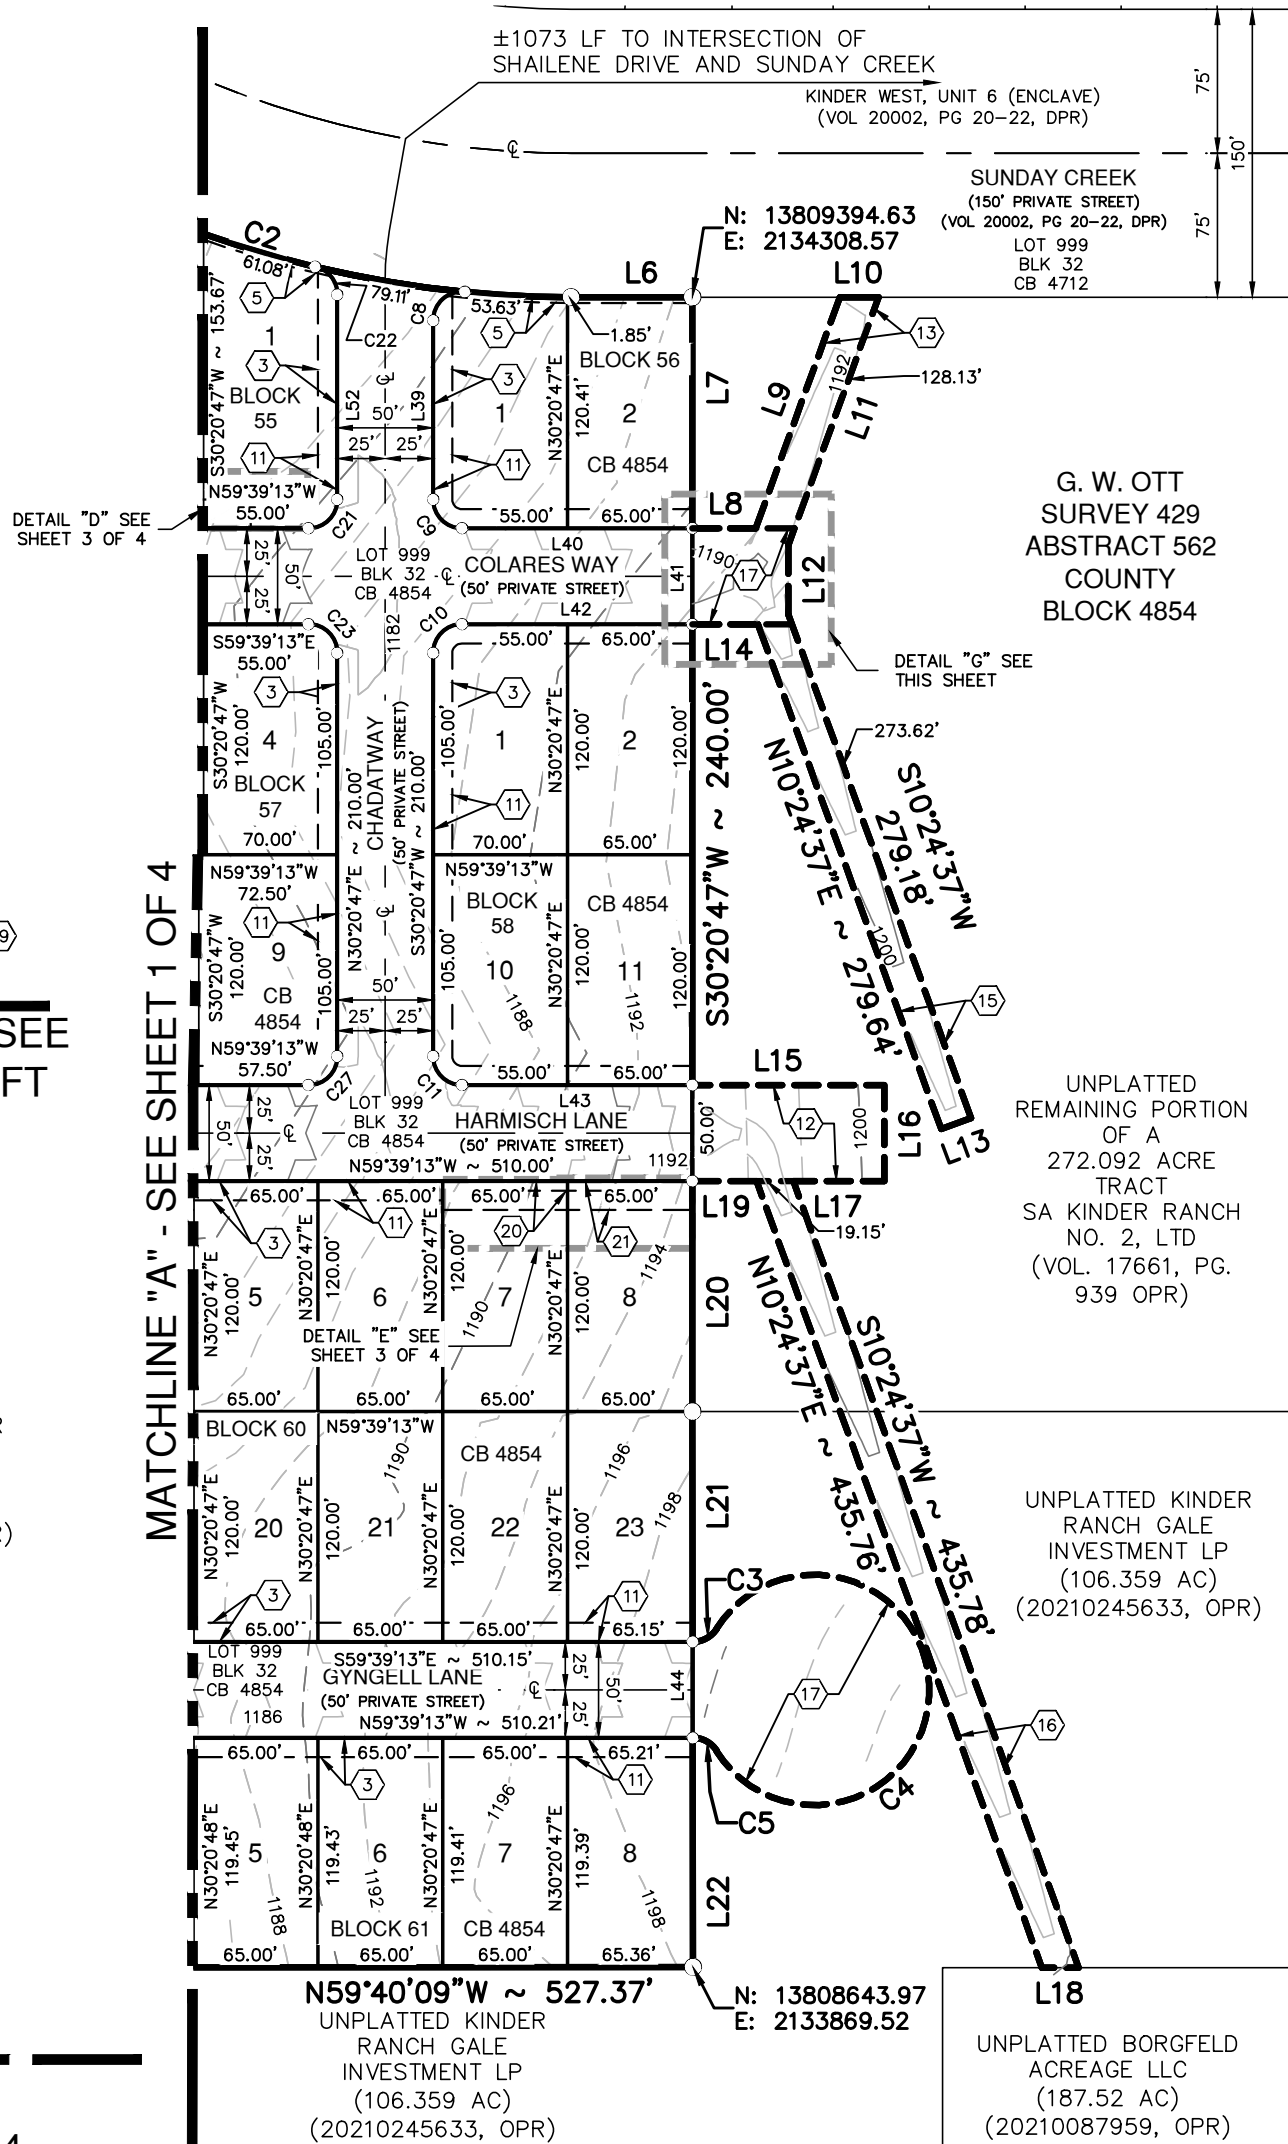 ±1073 LF TO INTERSECTION OF
SHAILENE DRIVE AND SUNDAY CREEK
KINDER WEST, UNIT 6 (ENCLAVE)
(VOL 20002, PG 20-22, DPR)
75'
150'
75'
℄
SUNDAY CREEK
(150' PRIVATE STREET)
(VOL 20002, PG 20-22, DPR)
LOT 999
BLK 32
CB 4712
N: 13809394.63
E: 2134308.57
C2
61.08'
79.11'
53.63'
L6
L10
5
5
1.85'
C8
C22
S30°20'47"W ~ 153.67'
1
3
BLOCK
55
11
L52
℄
L39
50'
25'
25'
3
1
11
N30°20'47"E
120.41'
BLOCK 56
2
CB 4854
L7
L9
1192
L11
13
128.13'
N59°39'13"W
55.00'
C21
C9
55.00'
65.00'
L8
DETAIL "D" SEE
SHEET 3 OF 4
G. W. OTT
SURVEY 429
ABSTRACT 562
COUNTY
BLOCK 4854
25'
50'
25'
LOT 999
BLK 32
CB 4854
℄
L40
COLARES WAY
(50' PRIVATE STREET)
L42
L41
1190
17
L12
1182
C23
C10
S59°39'13"E
55.00'
55.00'
65.00'
L14
DETAIL "G" SEE
THIS SHEET
3
S30°20'47"W
120.00'
4
BLOCK
57
105.00'
70.00'
N30°20'47"E ~ 210.00'
CHADATWAY
(50' PRIVATE STREET)
S30°20'47"W ~ 210.00'
℄
105.00'
3
1
11
70.00'
N30°20'47"E
120.00'
2
120.00'
65.00'
S30°20'47"W ~ 240.00'
273.62'
N10°24'37"E ~ 279.64'
S10°24'37"W
279.18'
1200
15
N59°39'13"W
72.50'
11
9
S30°20'47"W
120.00'
CB
4854
105.00'
N59°39'13"W
57.50'
50'
25'
25'
105.00'
N59°39'13"W
BLOCK
58
10
1188
55.00'
N30°20'47"E
120.00'
CB 4854
11
1192
120.00'
65.00'
MATCHLINE "A" - SEE SHEET 1 OF 4
9
SEE
FT
C27
C11
L43
L15
25'
50'
25'
℄
LOT 999
BLK 32
CB 4854
HARMISCH LANE
(50' PRIVATE STREET)
N59°39'13"W ~ 510.00'
1192
50.00'
12
1200
L16
L13
UNPLATTED
REMAINING PORTION
OF A
272.092 ACRE
TRACT
SA KINDER RANCH
NO. 2, LTD
(VOL. 17661, PG.
939 OPR)
65.00'
65.00'
65.00'
65.00'
L19
L17
19.15'
3
11
20
21
N30°20'47"E
120.00'
5
N30°20'47"E
120.00'
6
N30°20'47"E
120.00'
7
1190
N30°20'47"E
120.00'
8
1194
L20
DETAIL "E" SEE
SHEET 3 OF 4
65.00'
65.00'
65.00'
65.00'
N10°24'37"E ~ 435.76'
S10°24'37"W ~ 435.78'
BLOCK 60
N59°39'13"W
CB 4854
N30°20'47"E
120.00'
20
N30°20'47"E
120.00'
21
1190
N30°20'47"E
120.00'
22
N30°20'47"E
120.00'
23
1196
1198
L21
3
11
65.00'
65.00'
65.00'
65.15'
C3
UNPLATTED KINDER
RANCH GALE
INVESTMENT LP
(106.359 AC)
(20210245633, OPR)
LOT 999
BLK 32
CB 4854
1186
S59°39'13"E ~ 510.15'
GYNGELL LANE
(50' PRIVATE STREET)
℄
N59°39'13"W ~ 510.21'
25'
50'
25'
L44
17
16
65.00'
65.00'
65.00'
65.21'
3
11
C5
C4
N30°20'48"E
119.45'
5
1188
N30°20'48"E
119.43'
6
1192
N30°20'47"E
119.41'
7
1196
N30°20'47"E
119.39'
8
1198
L22
BLOCK 61
CB 4854
65.00'
65.00'
65.00'
65.36'
N59°40'09"W ~ 527.37'
N: 13808643.97
E: 2133869.52
L18
UNPLATTED KINDER
RANCH GALE
INVESTMENT LP
(106.359 AC)
(20210245633, OPR)
UNPLATTED BORGFELD
ACREAGE LLC
(187.52 AC)
(20210087959, OPR)